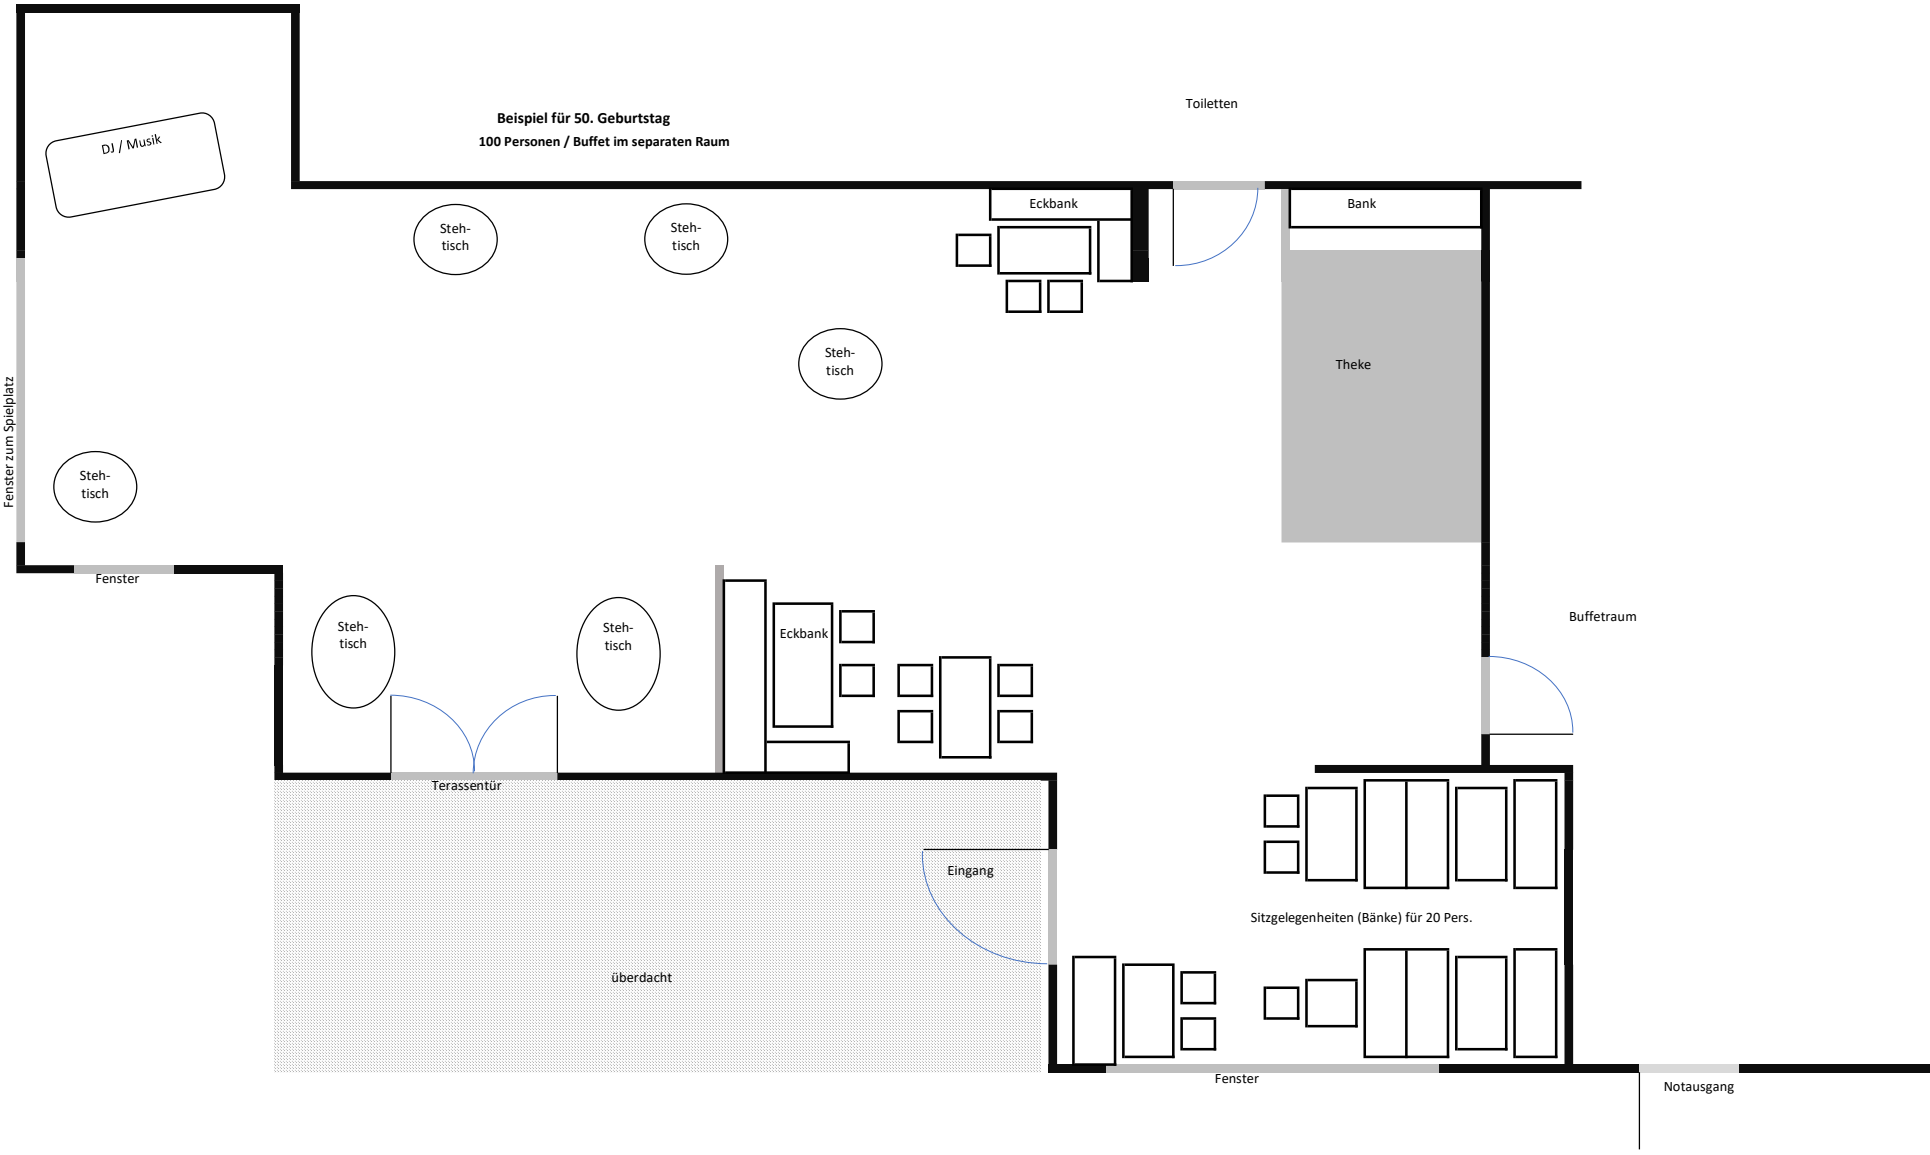 Toiletten
Beispiel für 50. Geburtstag
100 Personen / Buffet im separaten Raum
DJ / Musik
Eckbank
Bank
Steh-
tisch
Steh-
tisch
Steh-
tisch
Theke
Fenster zum Spielplatz
Steh-
tisch
Fenster
Steh-
tisch
Steh-
tisch
Eckbank
Buffetraum
Terassentür
Eingang
Sitzgelegenheiten (Bänke) für 20 Pers.
überdacht
Fenster
Notausgang